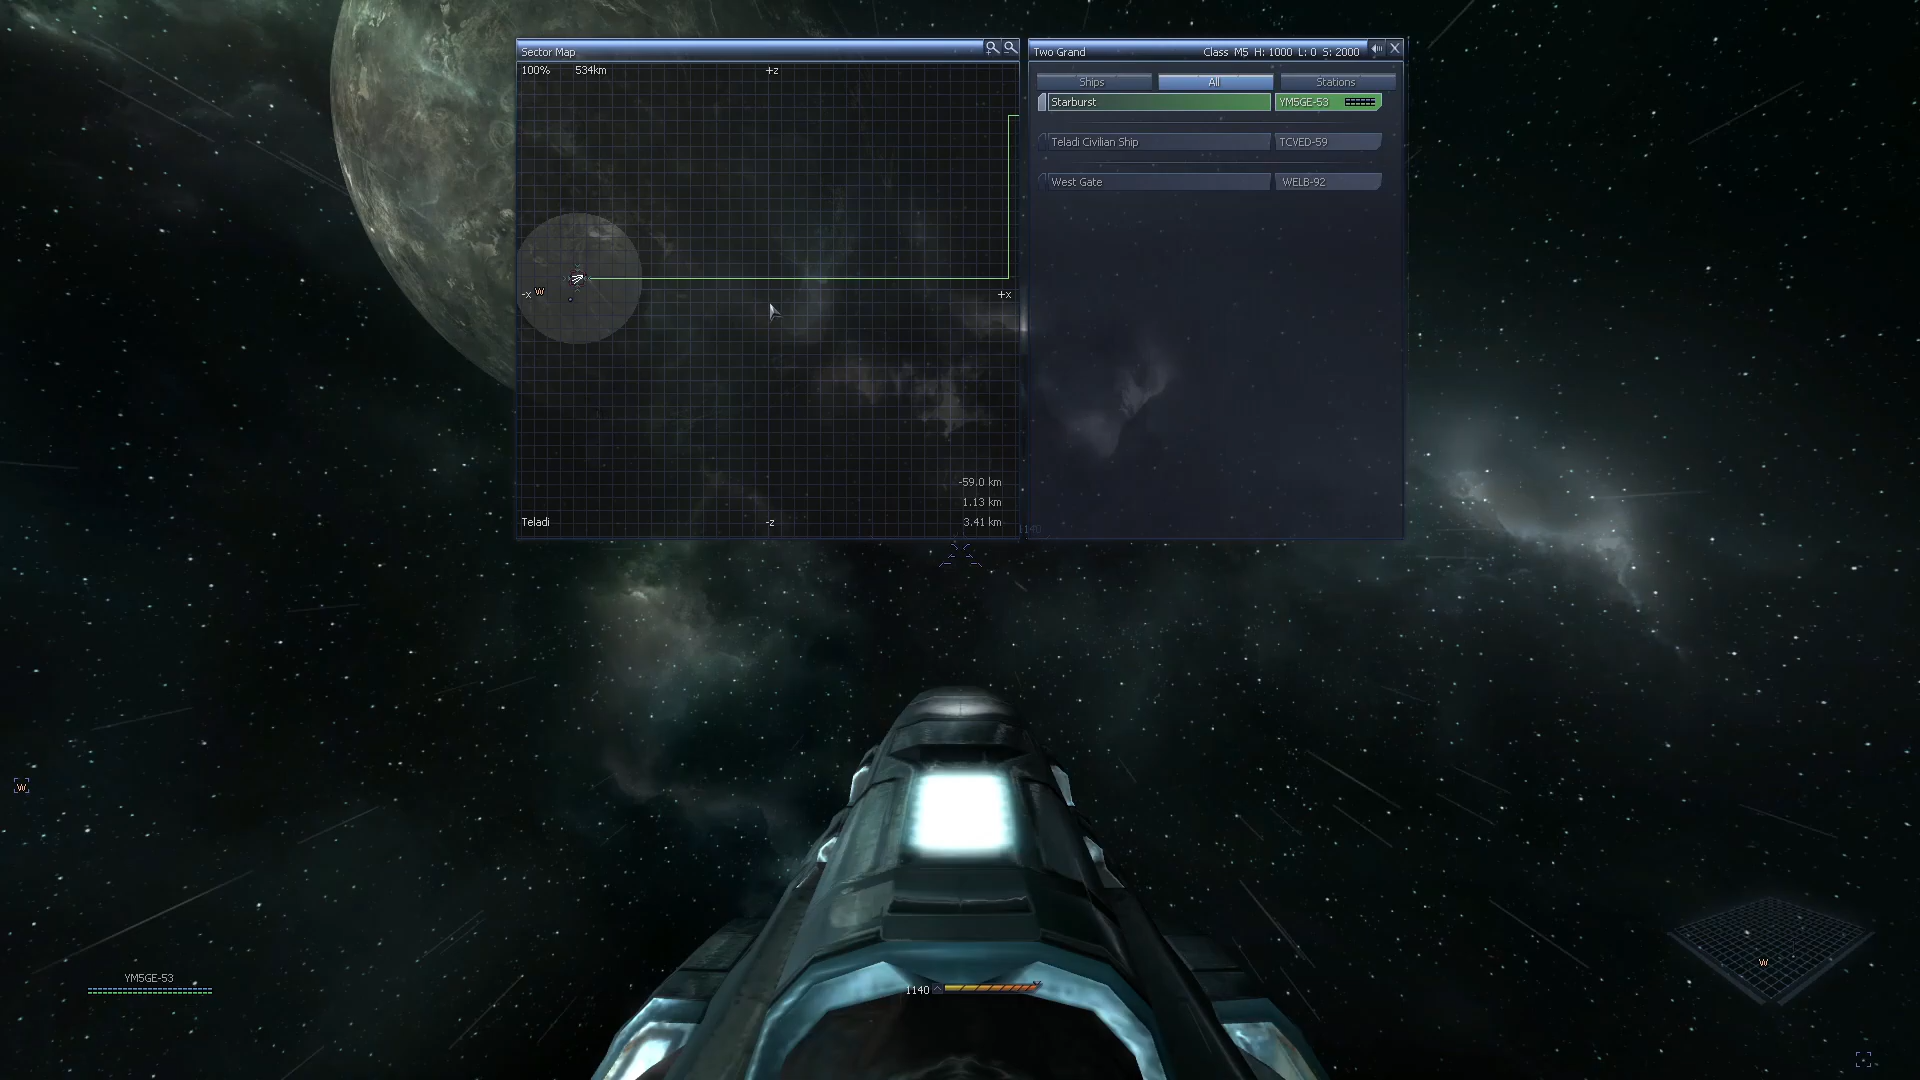 Sector Map
100% 534km +z
-x W +x
-59.0 km
1.13 km
Teladi -z 3.41 km
Two Grand Class M5 H: 1000 L: 0 S: 2000
Ships All Stations
Starburst YM5GE-53
Teladi Civilian Ship TCVED-59
West Gate WELB-92
1140
W
YM5GE-53
1140
W